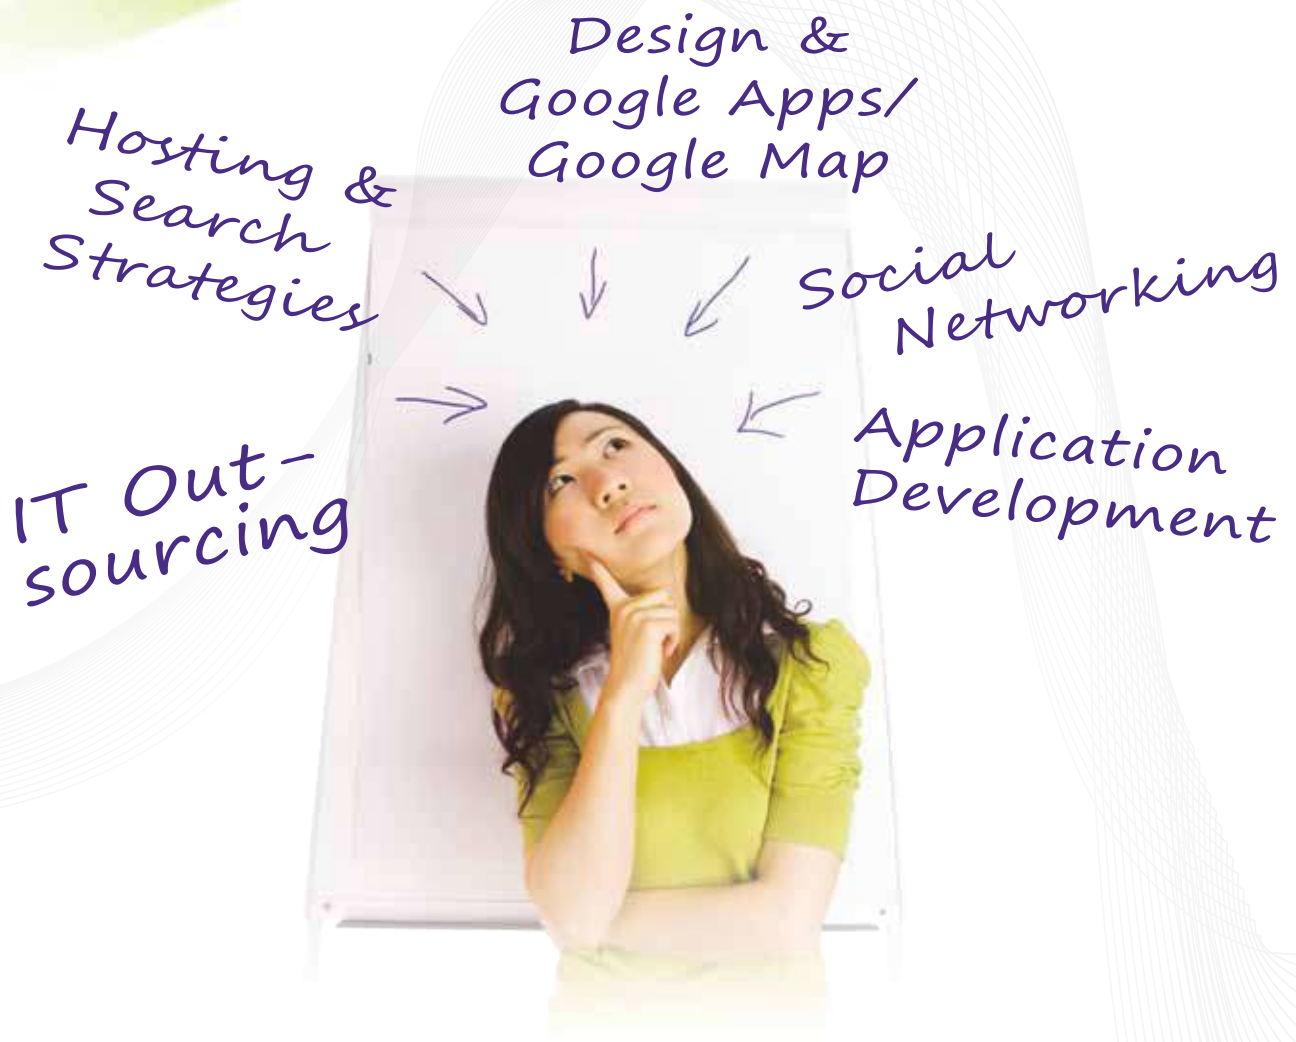 Design &
Google Apps/
Google Map
Hosting &
Search
Strategies
Social
Networking
Application
Development
IT Out-
sourcing